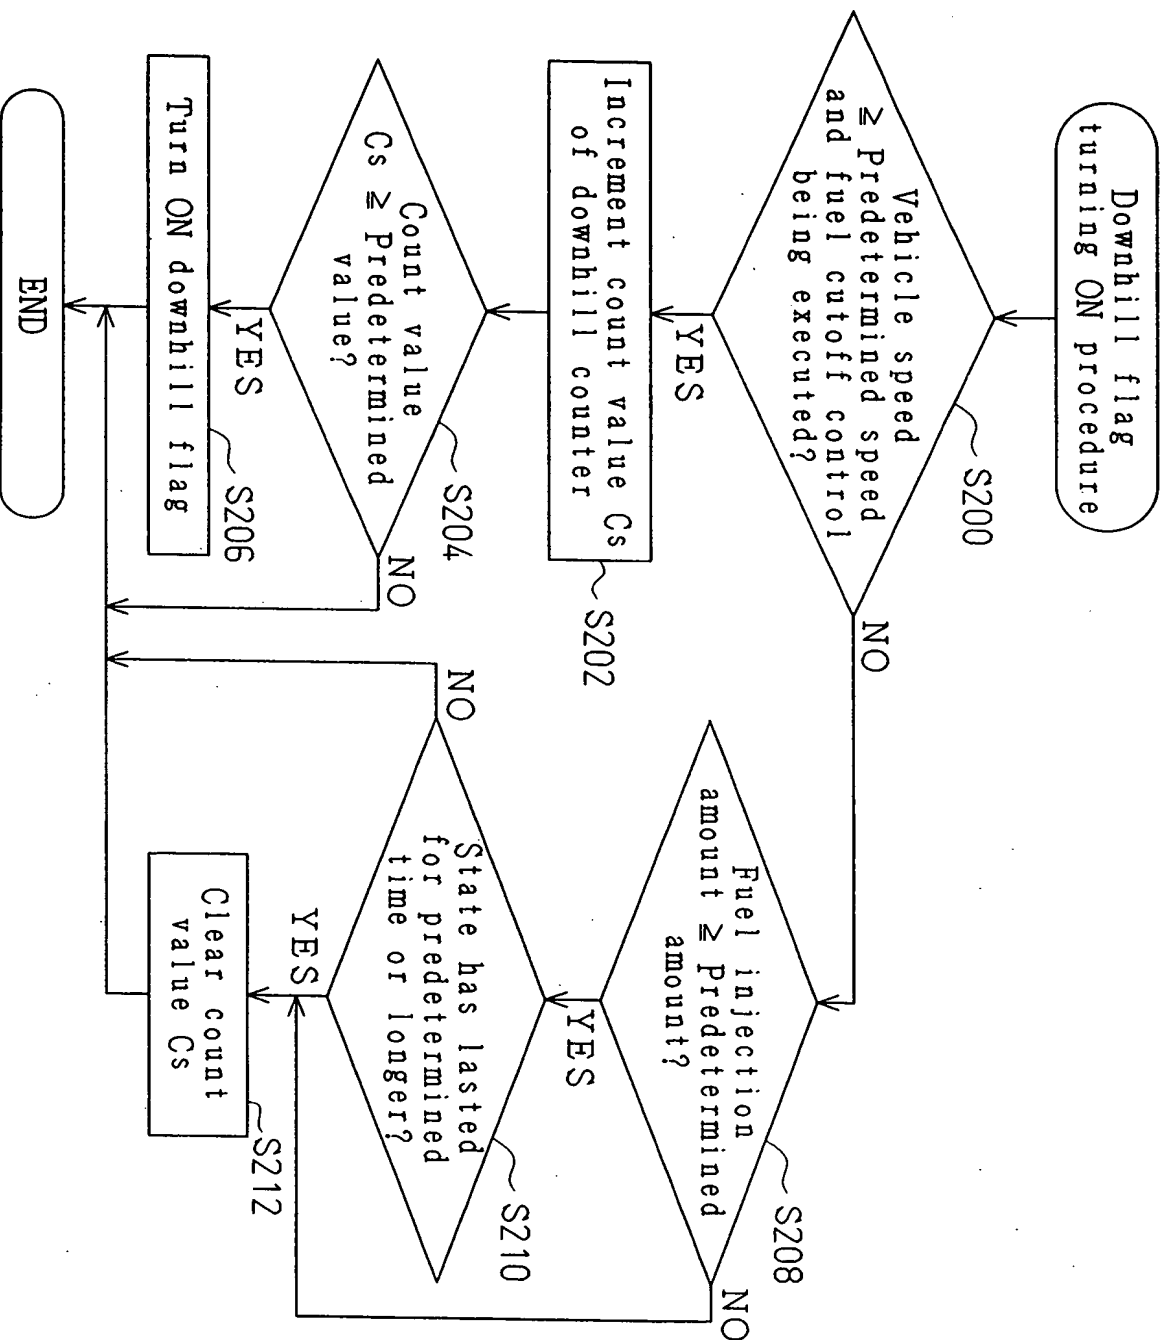 Downhill flag
turning ON procedure
Vehicle speed
≧ Predetermined speed
and fuel cutoff control
being executed?
S200
NO
YES
Increment count value Cs
of downhill counter
S202
Count value
Cs ≧ Predetermined
value?
S204
NO
YES
Turn ON downhill flag
S206
END
Fuel injection
amount ≧ Predetermined
amount?
S208
NO
YES
State has lasted
for predetermined
time or longer?
S210
NO
YES
Clear count
value Cs
S212